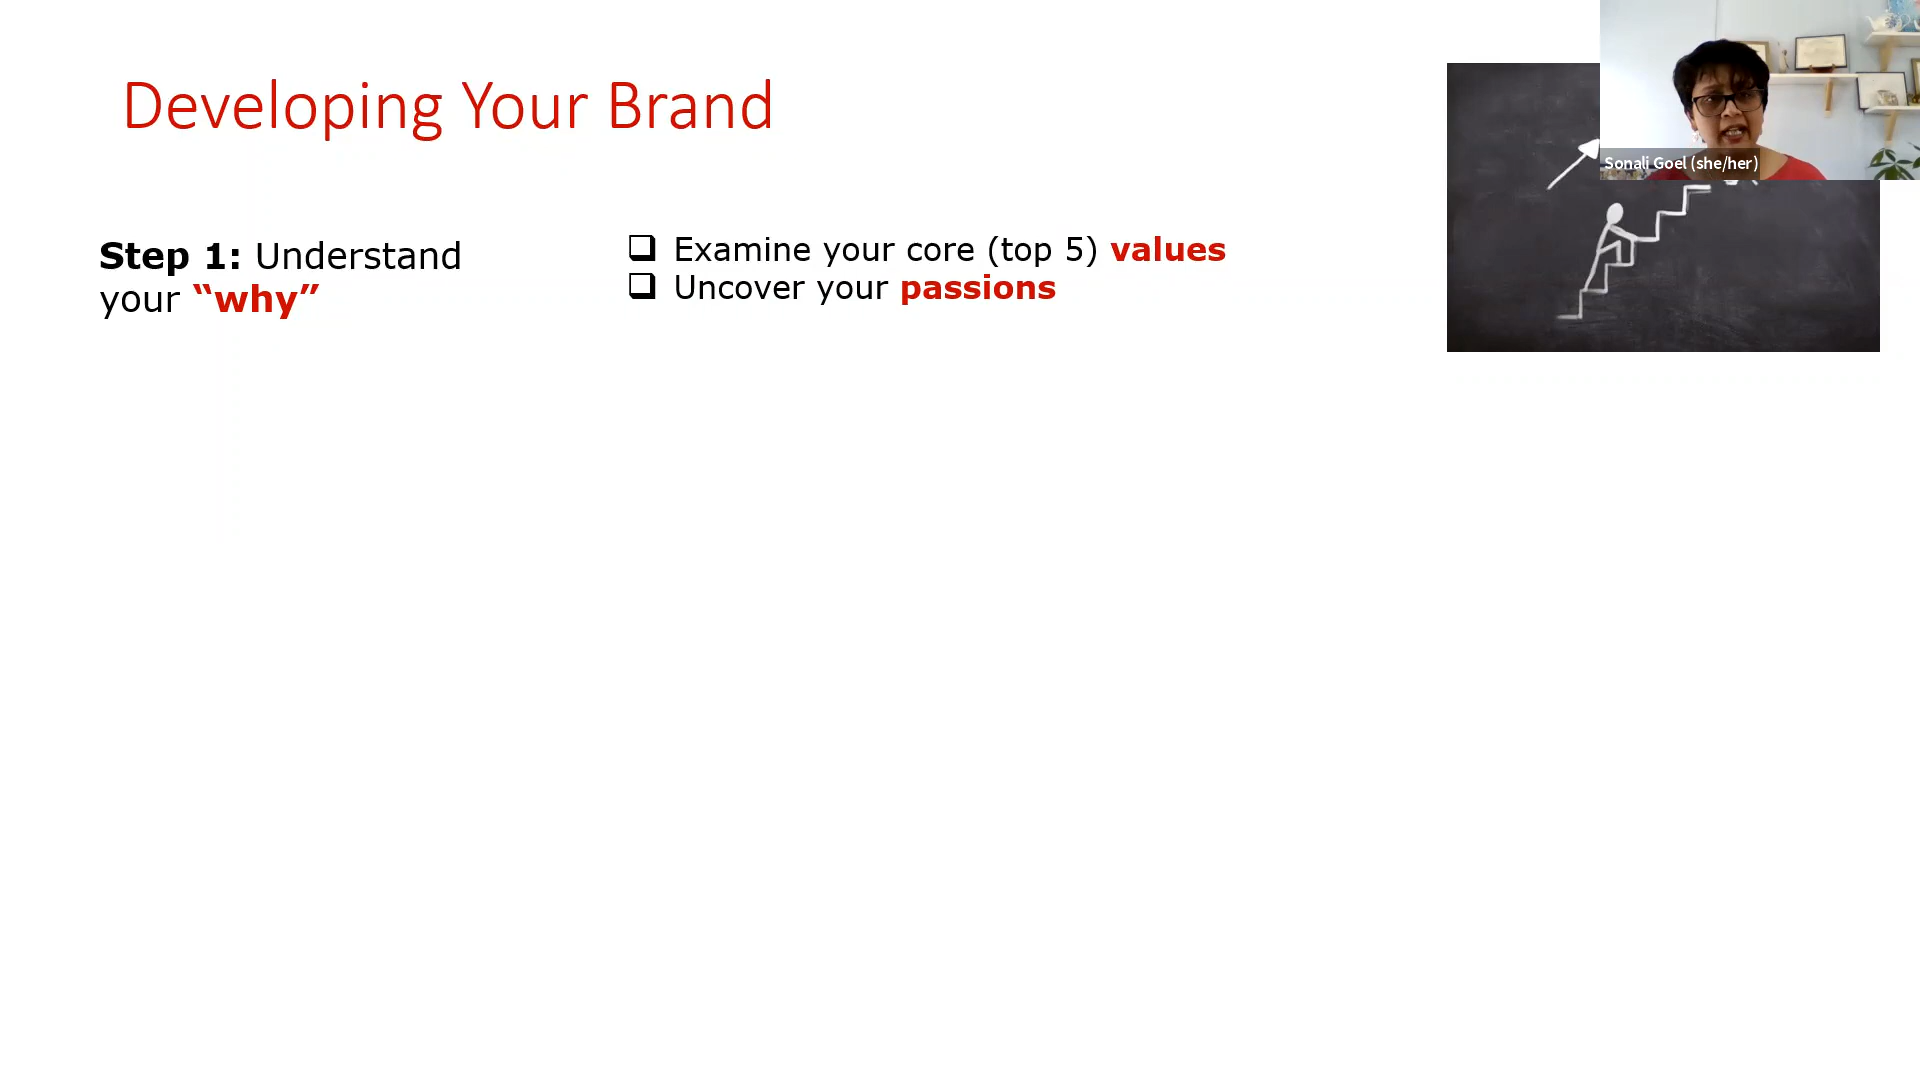 Developing Your Brand
Sonali Goel (she/her)
Step 1: Understand
your “why”
❑ Examine your core (top 5) values
❑ Uncover your passions